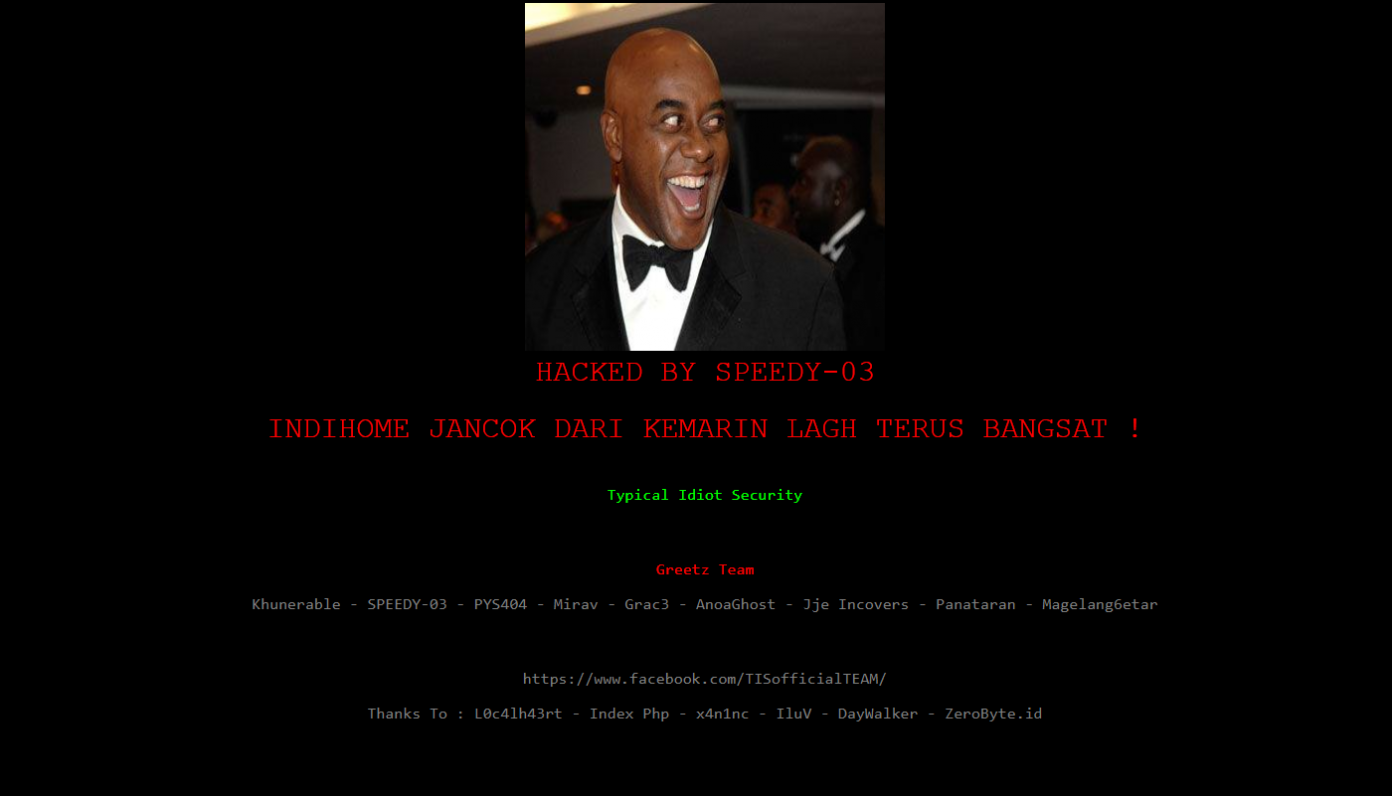 HACKED BY SPEEDY-03
INDIHOME JANCOK DARI KEMARIN LAGH TERUS BANGSAT !
Typical Idiot Security
Greetz Team
Khunerable - SPEEDY-03 - PYS404 - Mirav - Grac3 - AnoaGhost - Jje Incovers - Panataran - Magelang6etar
https://www.facebook.com/TISofficialTEAM/
Thanks To : L0c4lh43rt - Index Php - x4n1nc - IluV - DayWalker - ZeroByte.id